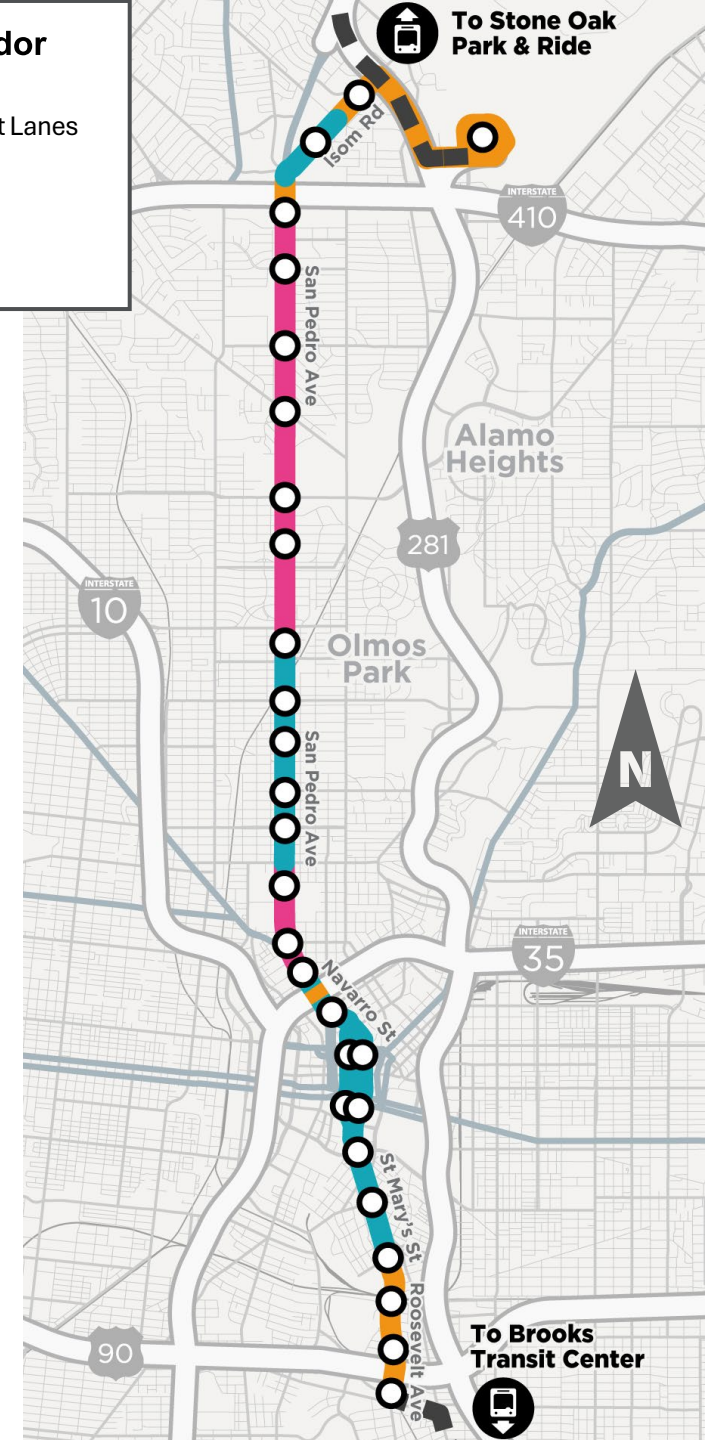 dor
t Lanes
To Stone Oak
Park & Ride
Isom Rd
INTERSTATE
410
San Pedro Ave
Alamo
Heights
281
INTERSTATE
10
Olmos
Park
N
San Pedro Ave
INTERSTATE
35
Navarro St
St Mary's St
Roosevelt Ave
To Brooks
Transit Center
90